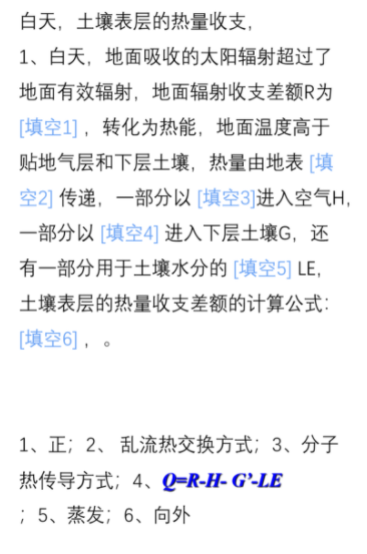 白天，土壤表层的热量收支，
1、白天，地面吸收的太阳辐射超过了
地面有效辐射，地面辐射收支差额R为
[填空1] ，转化为热能，地面温度高于
贴地气层和下层土壤，热量由地表 [填
空2] 传递，一部分以 [填空3]进入空气H，
一部分以 [填空4] 进入下层土壤G，还
有一部分用于土壤水分的 [填空5] LE，
土壤表层的热量收支差额的计算公式：
[填空6] ，。
1、正；2、 乱流热交换方式；3、分子
热传导方式；4、Q=R-H- G’-LE
；5、蒸发；6、向外